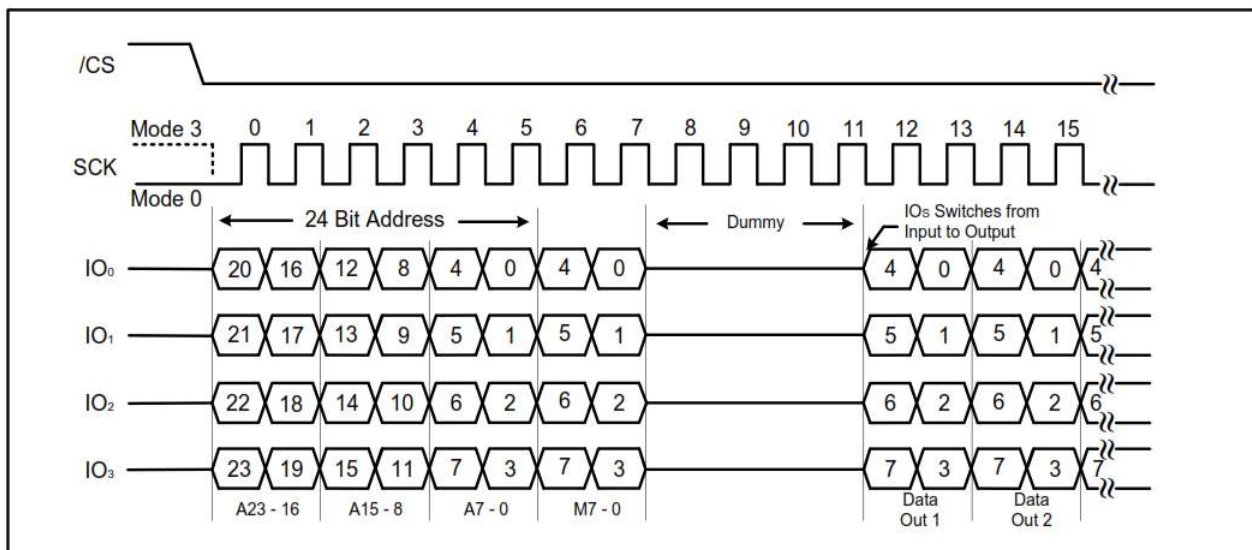 /CS
Mode 3 0 1 2 3 4 5 6 7 8 9 10 11 12 13 14 15
SCK
Mode 0
24 Bit Address
Dummy
IOs Switches from
Input to Output
IO₀ 20 16 12 8 4 0 4 0 4 0 4 0 4
IO₁ 21 17 13 9 5 1 5 1 5 1 5 1 5
IO₂ 22 18 14 10 6 2 6 2 6 2 6 2 6
IO₃ 23 19 15 11 7 3 7 3 7 3 7 3 7
A23 - 16 A15 - 8 A7 - 0 M7 - 0
Data
Out 1
Data
Out 2